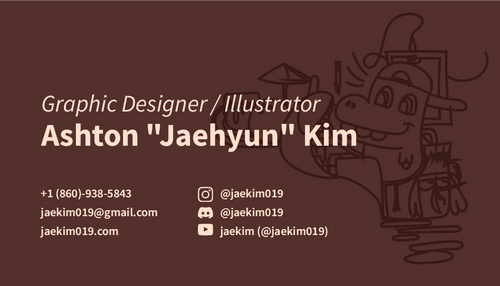 Graphic Designer / Illustrator
Ashton "Jaehyun" Kim
+1 (860)-938-5843
jaekim019@gmail.com
jaekim019.com
@jaekim019
@jaekim019
jaekim (@jaekim019)